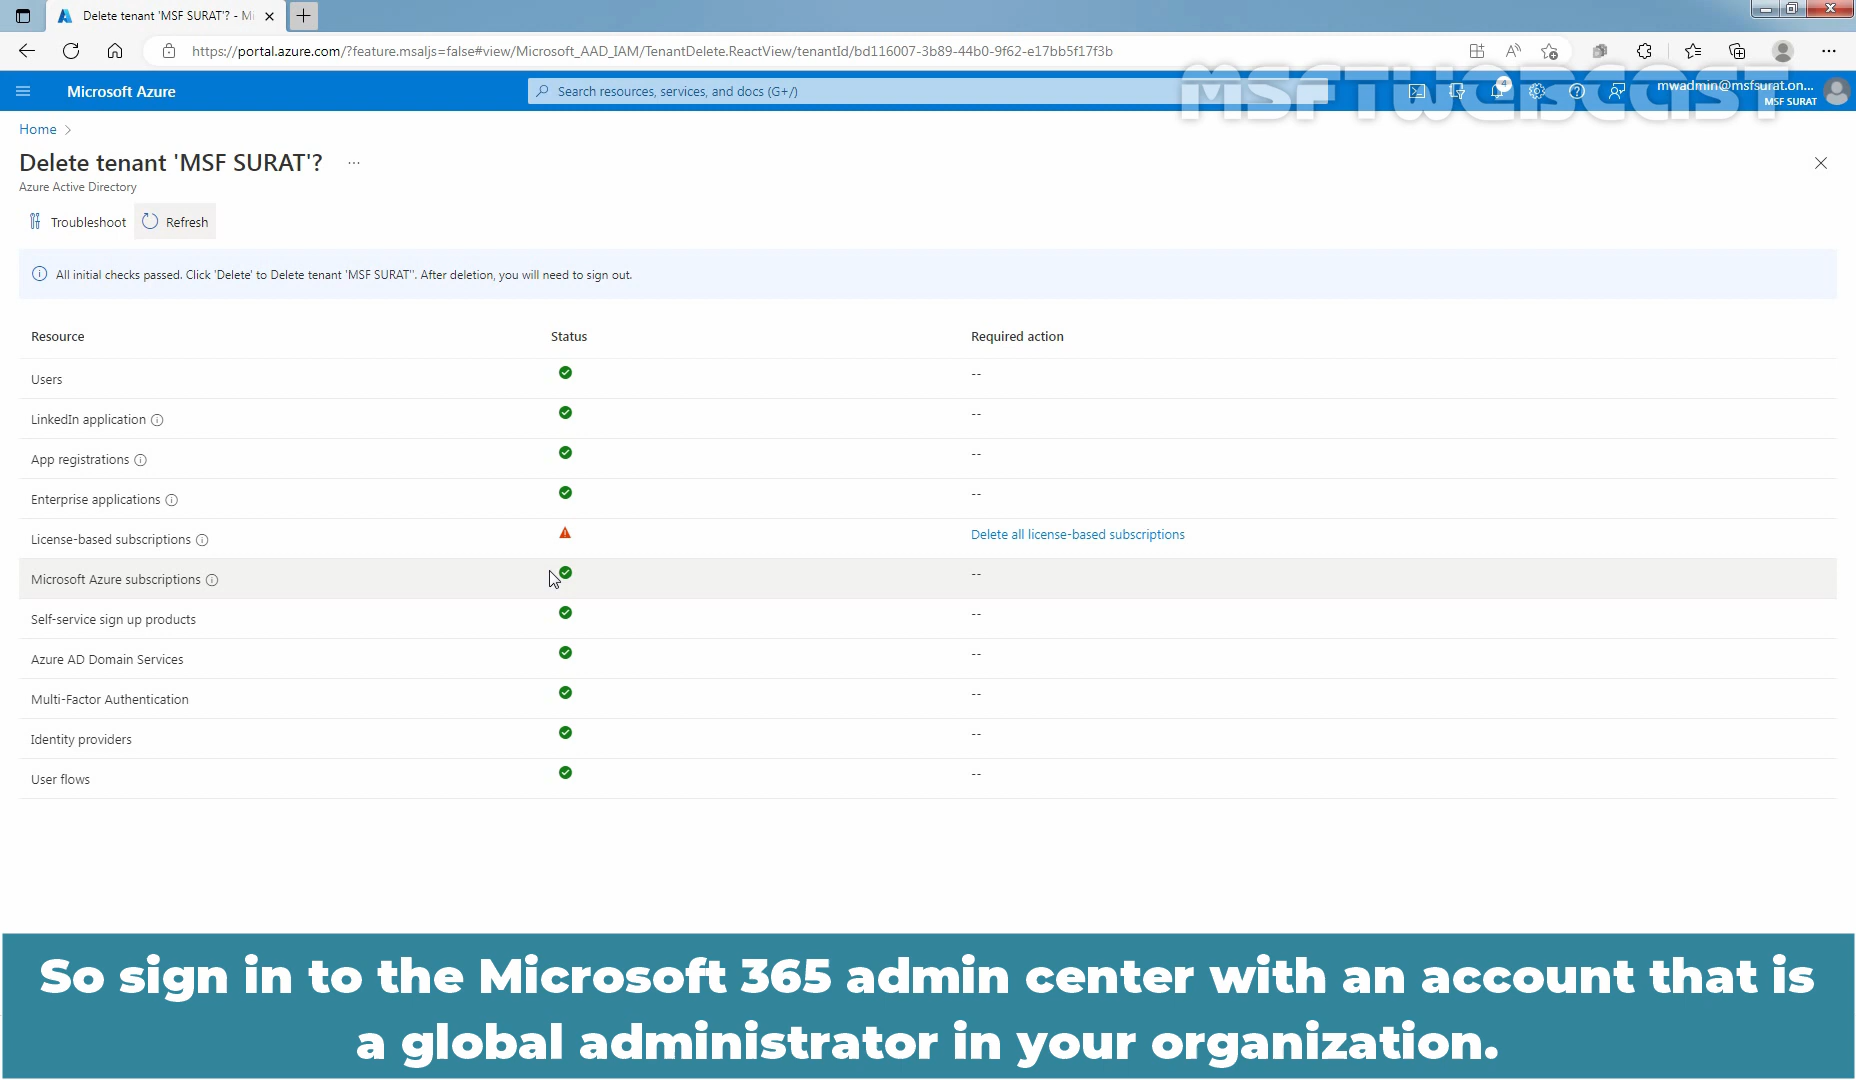 Delete tenant 'MSF SURAT'? - Mi
https://portal.azure.com/?feature.msaljs=false#view/Microsoft_AAD_IAM/TenantDelete.ReactView/tenantId/bd116007-3b89-44b0-9f62-e17bb5f17f3b
Microsoft Azure
Search resources, services, and docs (G+/)
4
mwadmin@msfsurat.on...
MSF SURAT
MSFTWEBCAST
Home
Delete tenant 'MSF SURAT'? ...
Azure Active Directory
Troubleshoot Refresh
All initial checks passed. Click 'Delete' to Delete tenant 'MSF SURAT''. After deletion, you will need to sign out.
Resource Status Required action
Users --
LinkedIn application --
App registrations --
Enterprise applications --
License-based subscriptions Delete all license-based subscriptions
Microsoft Azure subscriptions --
Self-service sign up products --
Azure AD Domain Services --
Multi-Factor Authentication --
Identity providers --
User flows --
So sign in to the Microsoft 365 admin center with an account that is
a global administrator in your organization.